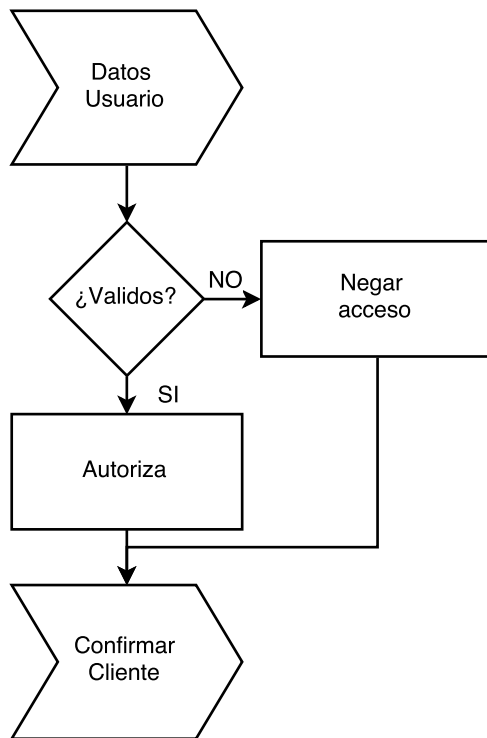 Datos
Usuario
¿Validos?
NO
Negar
acceso
SI
Autoriza
Confirmar
Cliente